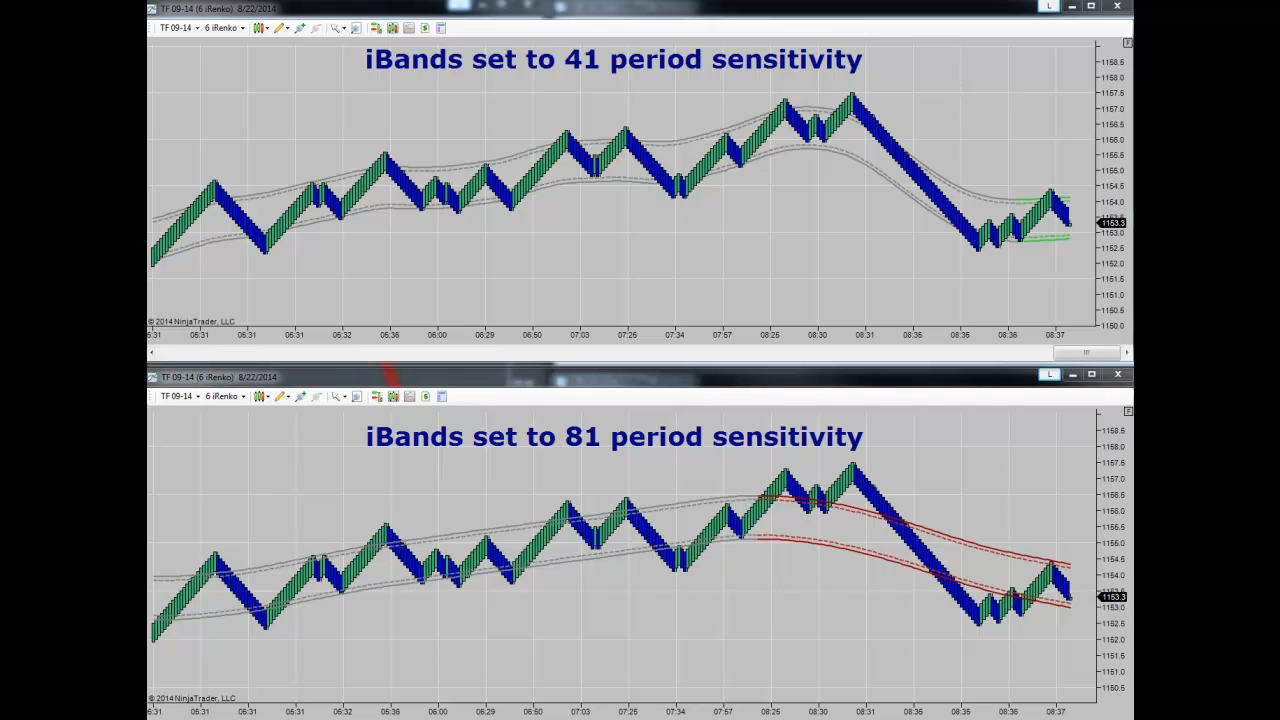 TF 09-14 (6 iRenko) 8/22/2014
L
TF 09-14 6 iRenko
iBands set to 41 period sensitivity
F
1158.5
1158.0
1157.5
1157.0
1156.5
1156.0
1155.5
1155.0
1154.5
1154.0
1153.3
1153.0
1152.5
1152.0
1151.5
1151.0
1150.5
1150.0
© 2014 NinjaTrader, LLC
5:31 05:31 05:31 05:31 05:32 05:36 06:00 06:29 06:50 07:03 07:25 07:34 07:57 08:25 08:30 08:31 08:35 08:36 08:36 08:37
TF 09-14 (6 iRenko) 8/22/2014
L
TF 09-14 6 iRenko
iBands set to 81 period sensitivity
F
1158.5
1158.0
1157.5
1157.0
1156.5
1156.0
1155.5
1155.0
1154.5
1154.0
1153.3
1153.0
1152.5
1152.0
1151.5
1151.0
1150.5
© 2014 NinjaTrader, LLC
5:31 05:31 05:31 05:31 05:32 05:36 06:00 06:29 06:50 07:03 07:25 07:34 07:57 08:25 08:30 08:31 08:35 08:36 08:36 08:37